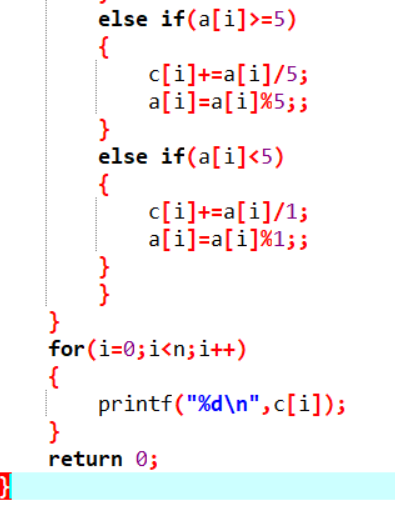 else if(a[i]>=5)
{
c[i]+=a[i]/5;
a[i]=a[i]%5;;
}
else if(a[i]<5)
{
c[i]+=a[i]/1;
a[i]=a[i]%1;;
}
}
}
for(i=0;i<n;i++)
{
printf("%d\n",c[i]);
}
return 0;
}